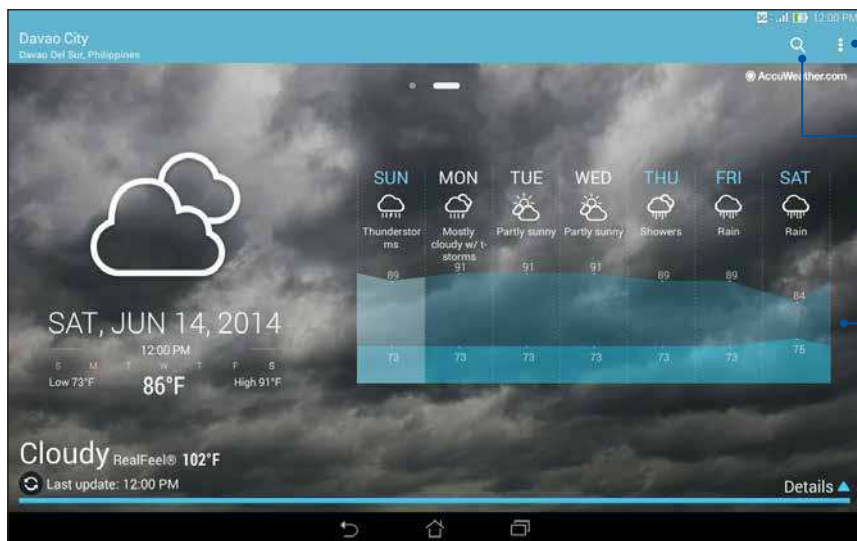 12:00 PM
Davao City
Davao Del Sur, Philippines
AccuWeather.com
SUN MON TUE WED THU FRI SAT
Thunderstor
ms
Mostly
cloudy w/ t-
storms
Partly sunny
Partly sunny
Showers
Rain
Rain
89 91 91 91 89 89 84
73 73 73 73 73 73 75
SAT, JUN 14, 2014
12:00 PM
S M T W T F S
Low 73°F 86°F High 91°F
Cloudy RealFeel® 102°F
Last update: 12:00 PM
Details